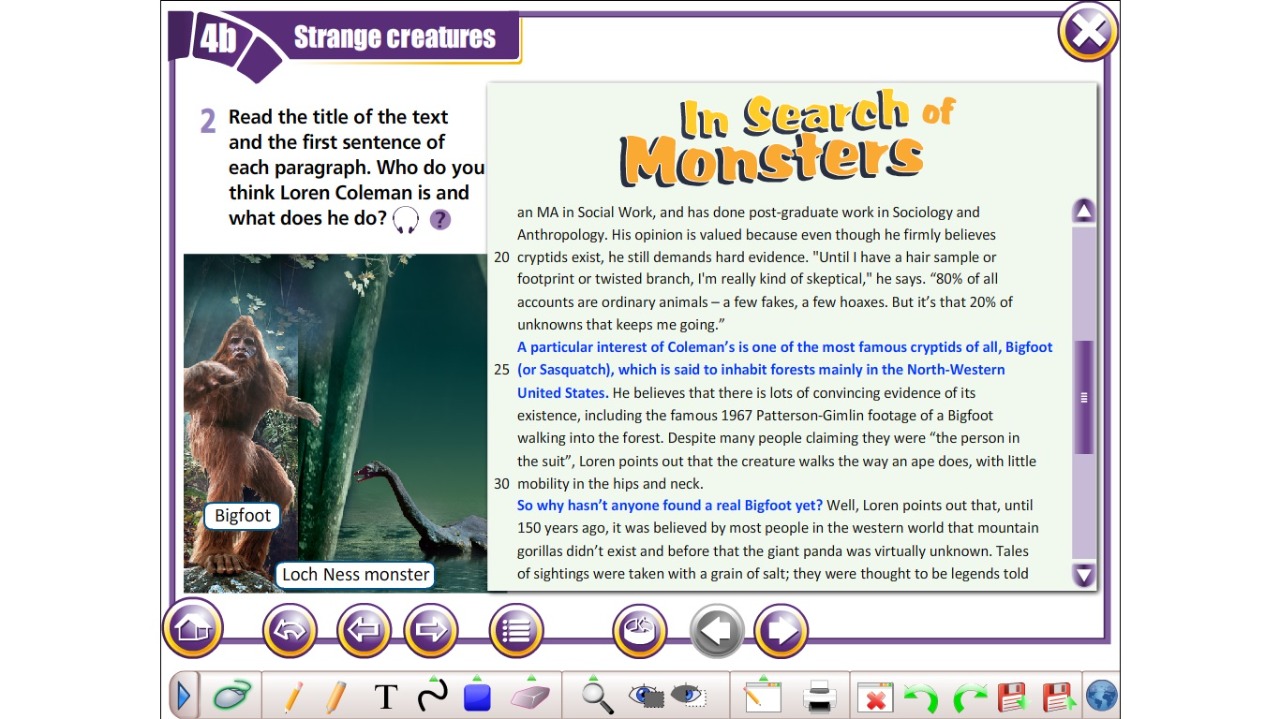 4b
Strange creatures
2
Read the title of the text
and the first sentence of
each paragraph. Who do you
think Loren Coleman is and
what does he do?
?
Bigfoot
Loch Ness monster
In Search of
Monsters
an MA in Social Work, and has done post-graduate work in Sociology and
Anthropology. His opinion is valued because even though he firmly believes
20 cryptids exist, he still demands hard evidence. "Until I have a hair sample or
footprint or twisted branch, I'm really kind of skeptical," he says. “80% of all
accounts are ordinary animals – a few fakes, a few hoaxes. But it’s that 20% of
unknowns that keeps me going.”
A particular interest of Coleman’s is one of the most famous cryptids of all, Bigfoot
25 (or Sasquatch), which is said to inhabit forests mainly in the North-Western
United States. He believes that there is lots of convincing evidence of its
existence, including the famous 1967 Patterson-Gimlin footage of a Bigfoot
walking into the forest. Despite many people claiming they were “the person in
the suit”, Loren points out that the creature walks the way an ape does, with little
30 mobility in the hips and neck.
So why hasn’t anyone found a real Bigfoot yet? Well, Loren points out that, until
150 years ago, it was believed by most people in the western world that mountain
gorillas didn’t exist and before that the giant panda was virtually unknown. Tales
of sightings were taken with a grain of salt; they were thought to be legends told
T